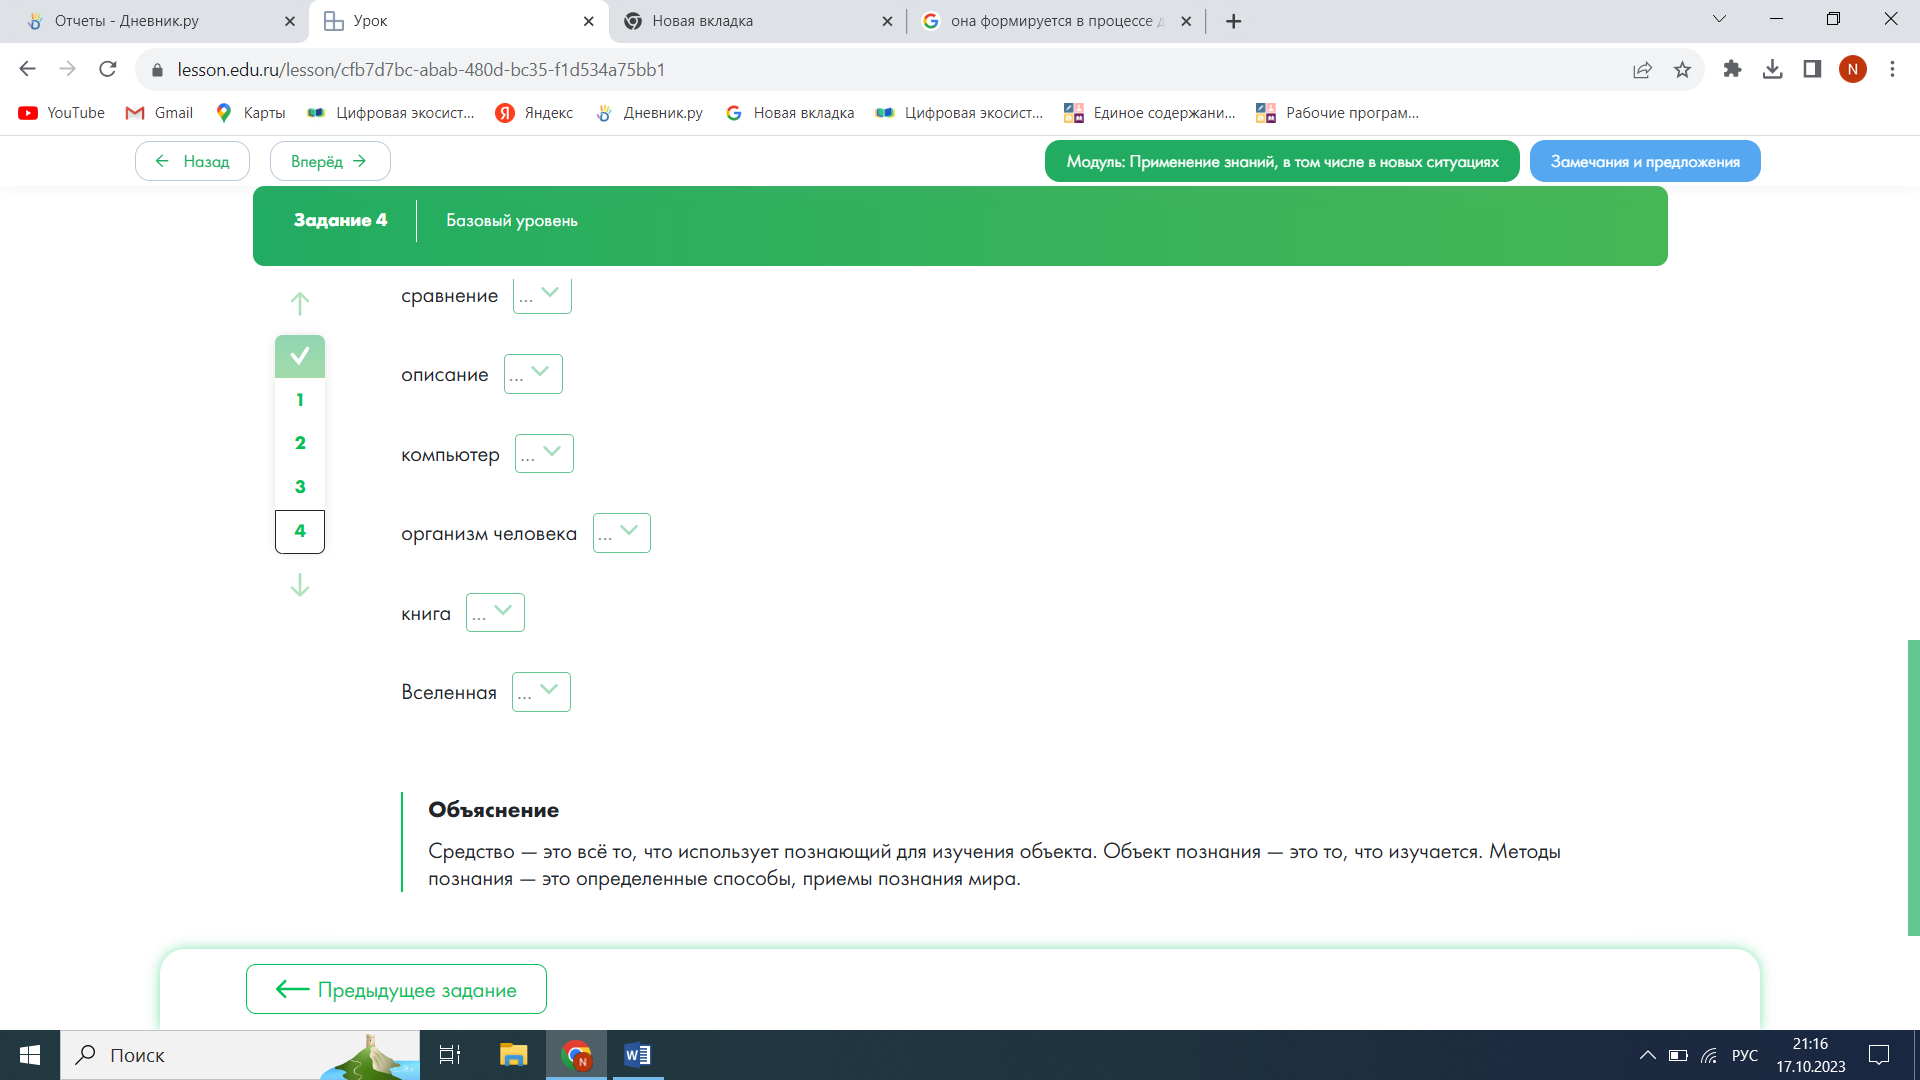 Отчеты - Дневник.ру
Урок
Новая вкладка
она формируется в процессе д
lesson.edu.ru/lesson/cfb7d7bc-abab-480d-bc35-f1d534a75bb1
N
YouTube
Gmail
Карты
Цифровая экосист...
Яндекс
Дневник.ру
Новая вкладка
Цифровая экосист...
Единое содержани...
Рабочие програм...
Назад
Вперёд
Модуль: Применение знаний, в том числе в новых ситуациях
Замечания и предложения
Задание 4
Базовый уровень
сравнение ...
1
2
3
4
описание ...
компьютер ...
организм человека ...
книга ...
Вселенная ...
Объяснение
Средство — это всё то, что использует познающий для изучения объекта. Объект познания — это то, что изучается. Методы
познания — это определенные способы, приемы познания мира.
Предыдущее задание
Поиск
N
РУС
21:16
17.10.2023